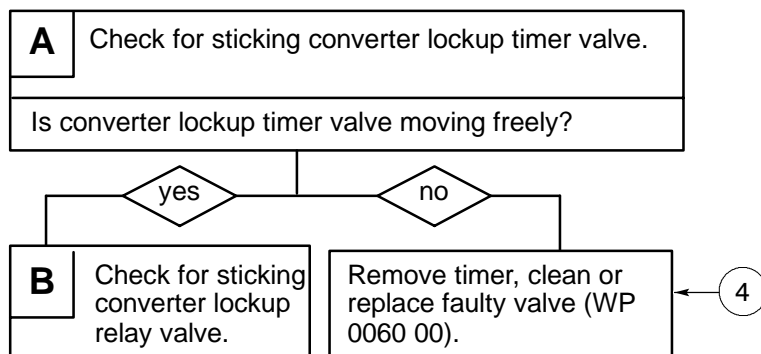 A
Check for sticking converter lockup timer valve.
Is converter lockup timer valve moving freely?
yes
no
B
Check for sticking
converter lockup
relay valve.
Remove timer, clean or
replace faulty valve (WP
0060 00).
4